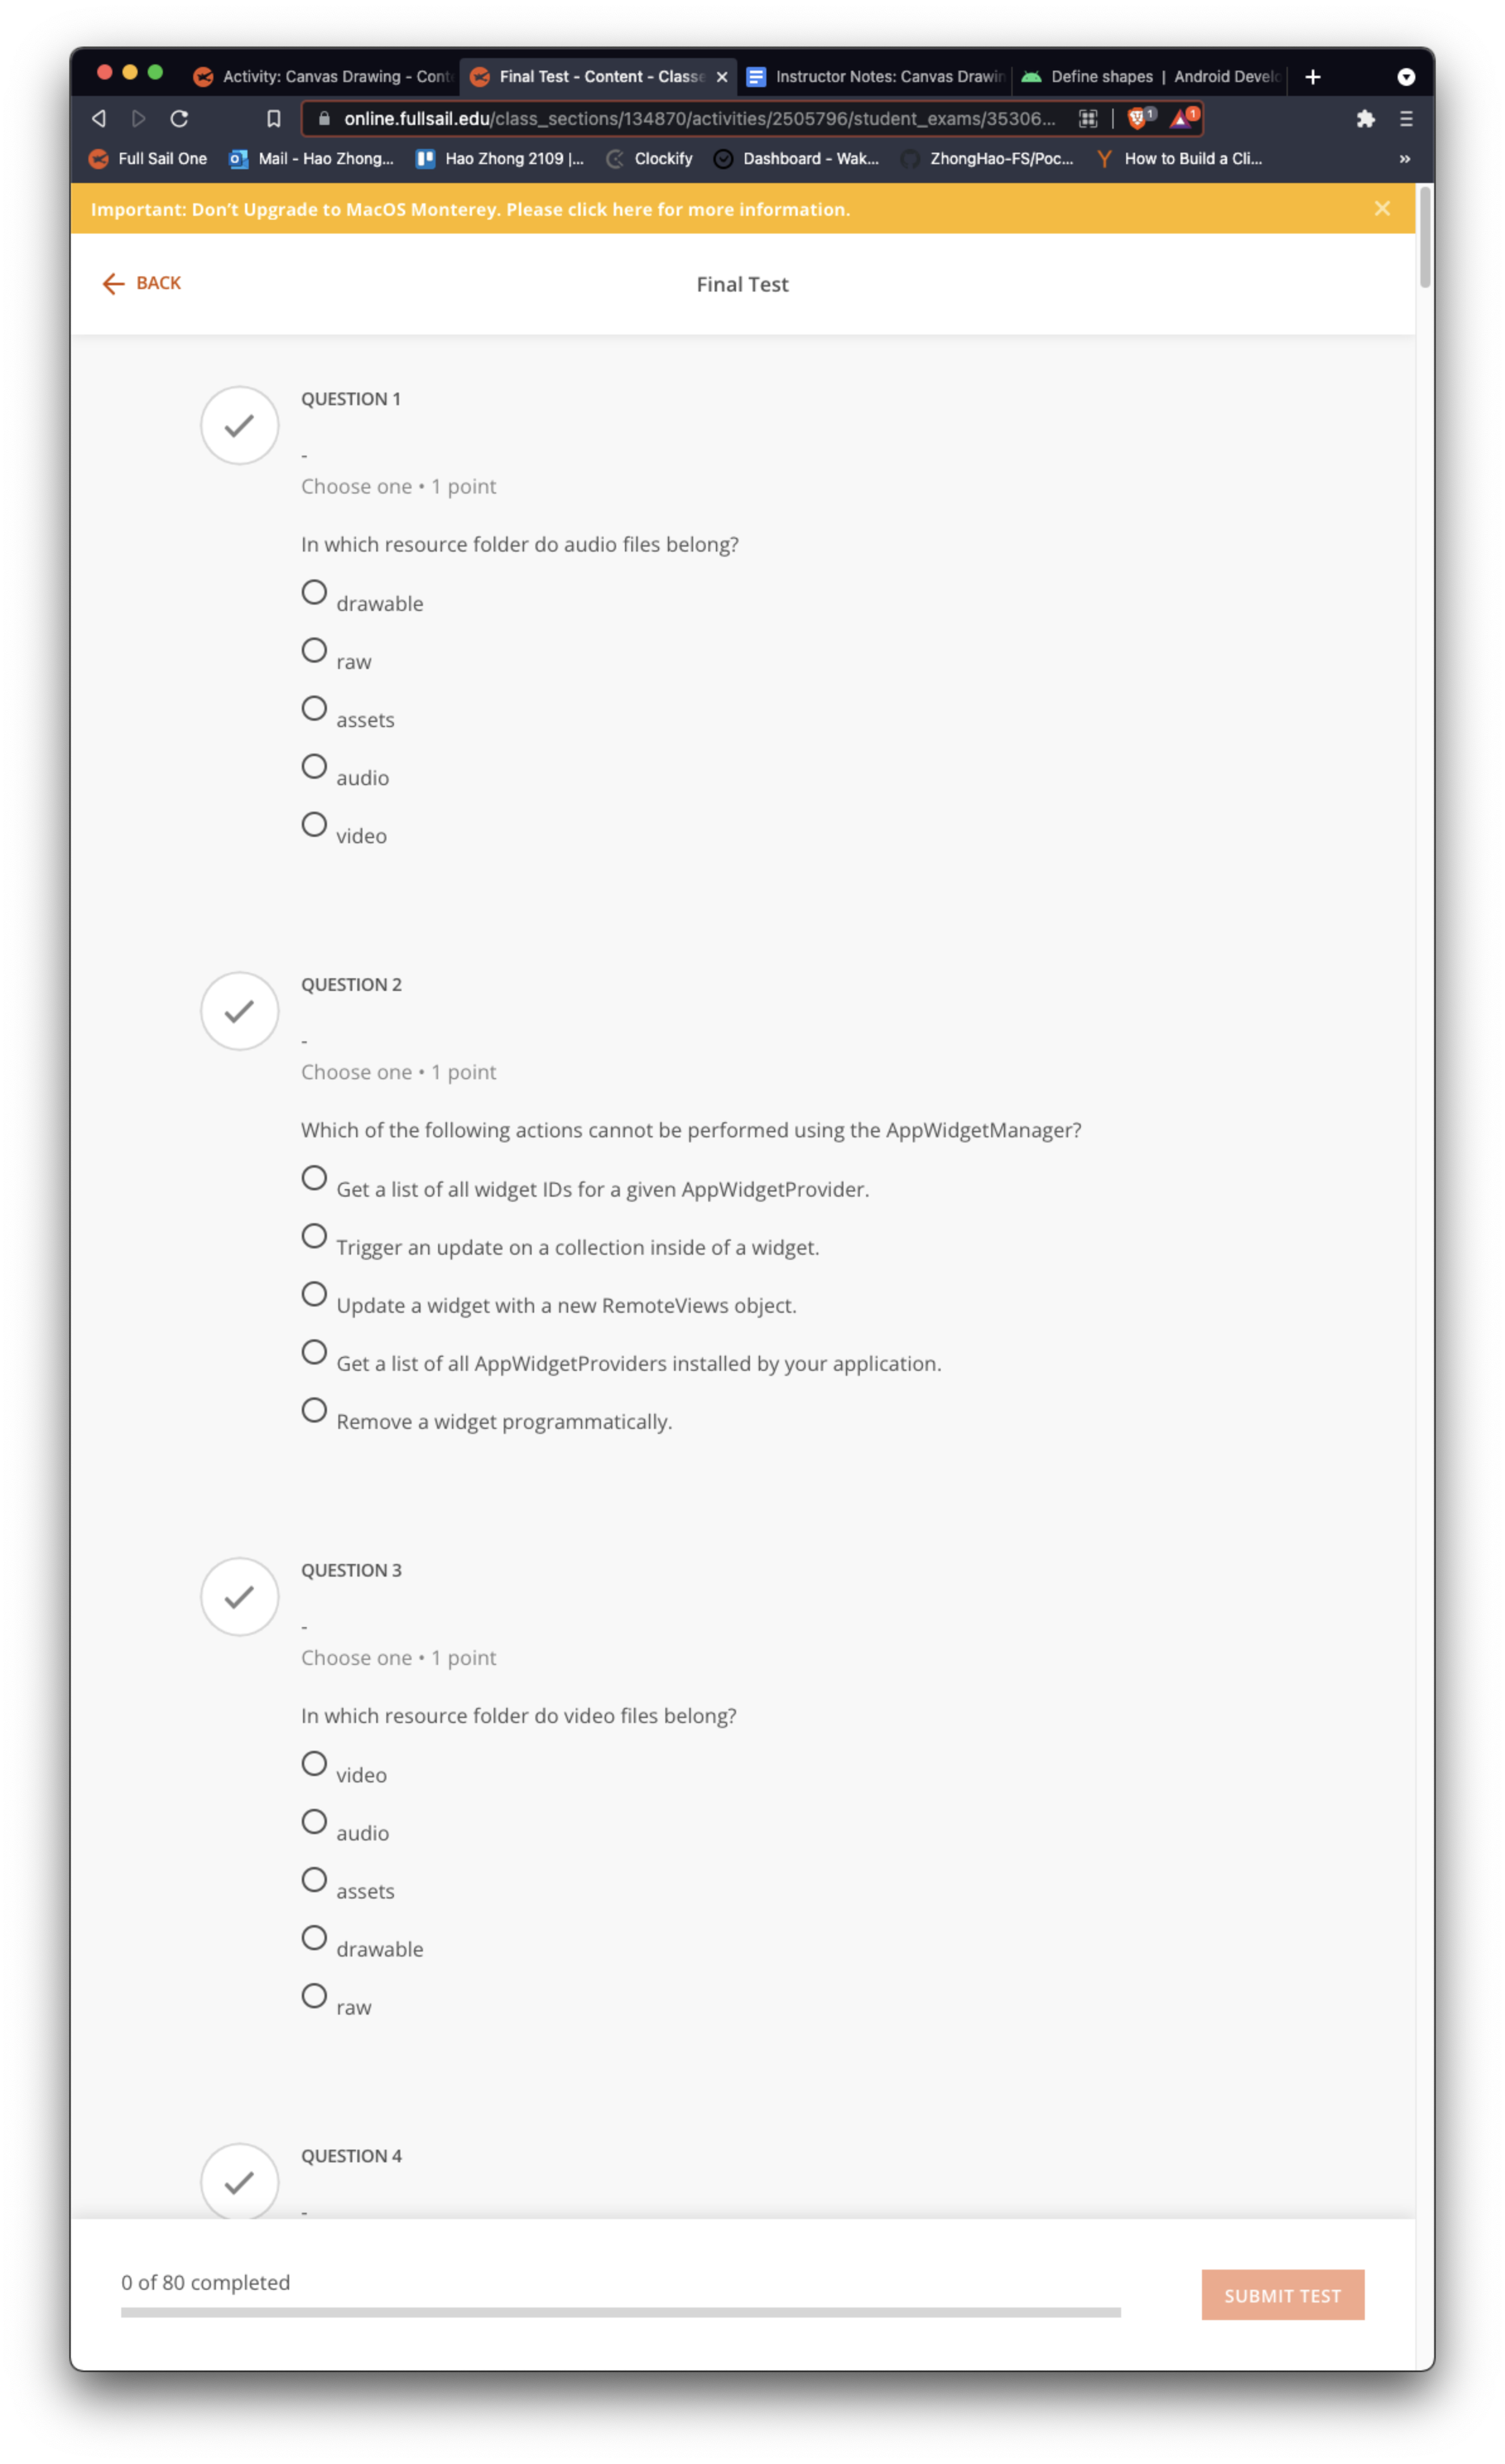 Activity: Canvas Drawing - Cont
Final Test - Content - Classe
Instructor Notes: Canvas Drawin
Define shapes | Android Develo
online.fullsail.edu/class_sections/134870/activities/2505796/student_exams/35306...
1
1
Full Sail One
Mail - Hao Zhong...
Hao Zhong 2109 |...
Clockify
Dashboard - Wak...
ZhongHao-FS/Poc...
How to Build a Cli...
»
Important: Don't Upgrade to MacOS Monterey. Please click here for more information.
BACK
Final Test
QUESTION 1
-
Choose one • 1 point
In which resource folder do audio files belong?
drawable
raw
assets
audio
video
QUESTION 2
-
Choose one • 1 point
Which of the following actions cannot be performed using the AppWidgetManager?
Get a list of all widget IDs for a given AppWidgetProvider.
Trigger an update on a collection inside of a widget.
Update a widget with a new RemoteViews object.
Get a list of all AppWidgetProviders installed by your application.
Remove a widget programmatically.
QUESTION 3
-
Choose one • 1 point
In which resource folder do video files belong?
video
audio
assets
drawable
raw
QUESTION 4
-
0 of 80 completed
SUBMIT TEST